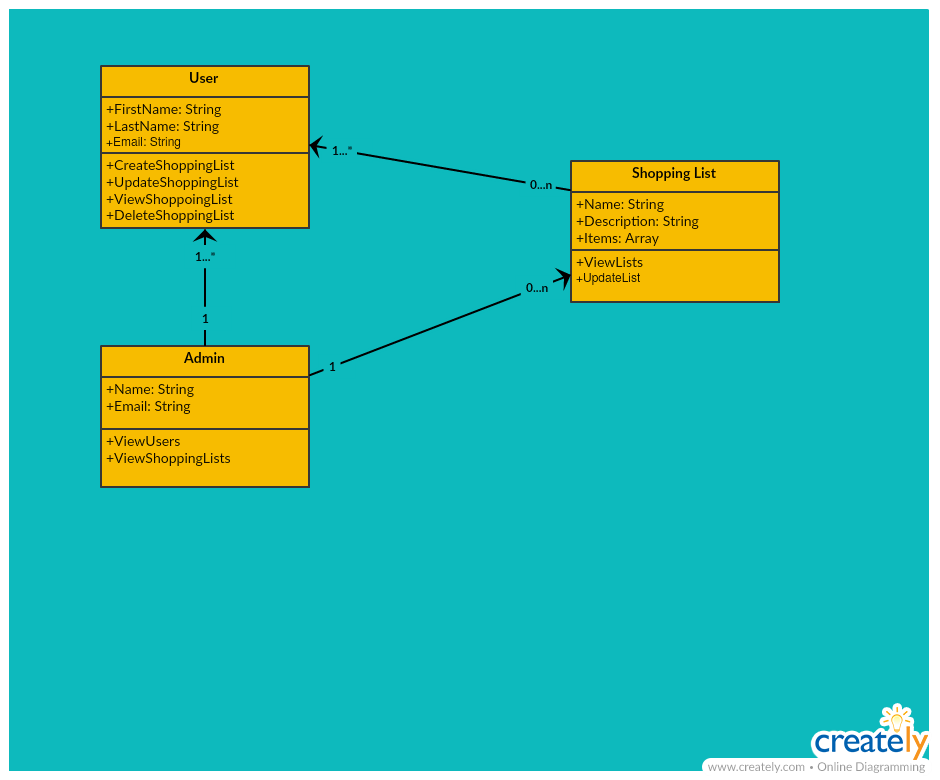 User
+FirstName: String
+LastName: String
+Email: String
+CreateShoppingList
+UpdateShoppingList
+ViewShoppoingList
+DeleteShoppingList
1...*
0...n
Shopping List
+Name: String
+Description: String
+Items: Array
+ViewLists
+UpdateList
1...*
1
0...n
1
Admin
+Name: String
+Email: String
+ViewUsers
+ViewShoppingLists
creately
www.creately.com • Online Diagramming